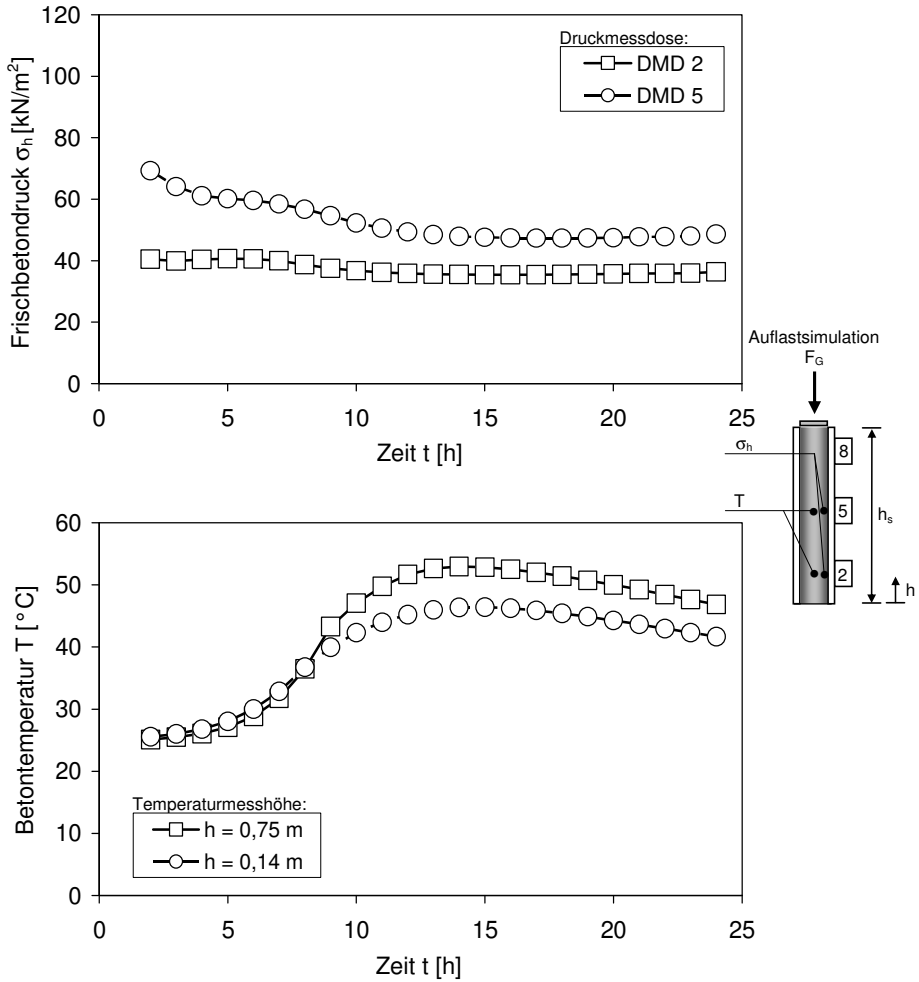 120
100
80
60
40
20
0
Frischbetondruck σh [kN/m²]
Druckmessdose:
DMD 2
DMD 5
0 5 10 15 20 25
Zeit t [h]
Auflastsimulation
FG
σh
8
T
5
hs
2
h
60
50
40
30
20
10
0
Betontemperatur T [°C]
Temperaturmesshöhe:
h = 0,75 m
h = 0,14 m
0 5 10 15 20 25
Zeit t [h]